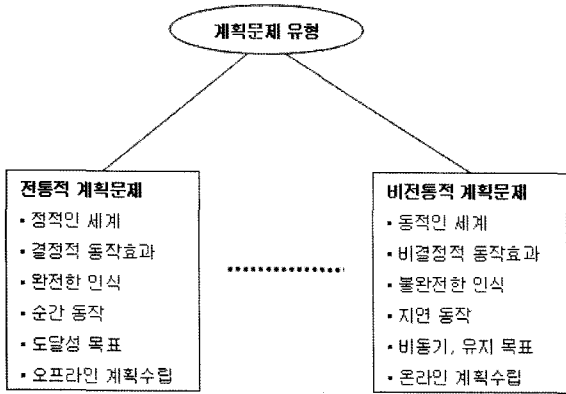 계획문제 유형
전통적 계획문제
▪ 정적인 세계
▪ 결정적 동작효과
▪ 완전한 인식
▪ 순간 동작
▪ 도달성 목표
▪ 오프라인 계획수립
비전통적 계획문제
▪ 동적인 세계
▪ 비결정적 동작효과
▪ 불완전한 인식
▪ 지연 동작
▪ 비동기, 유지 목표
▪ 온라인 계획수립